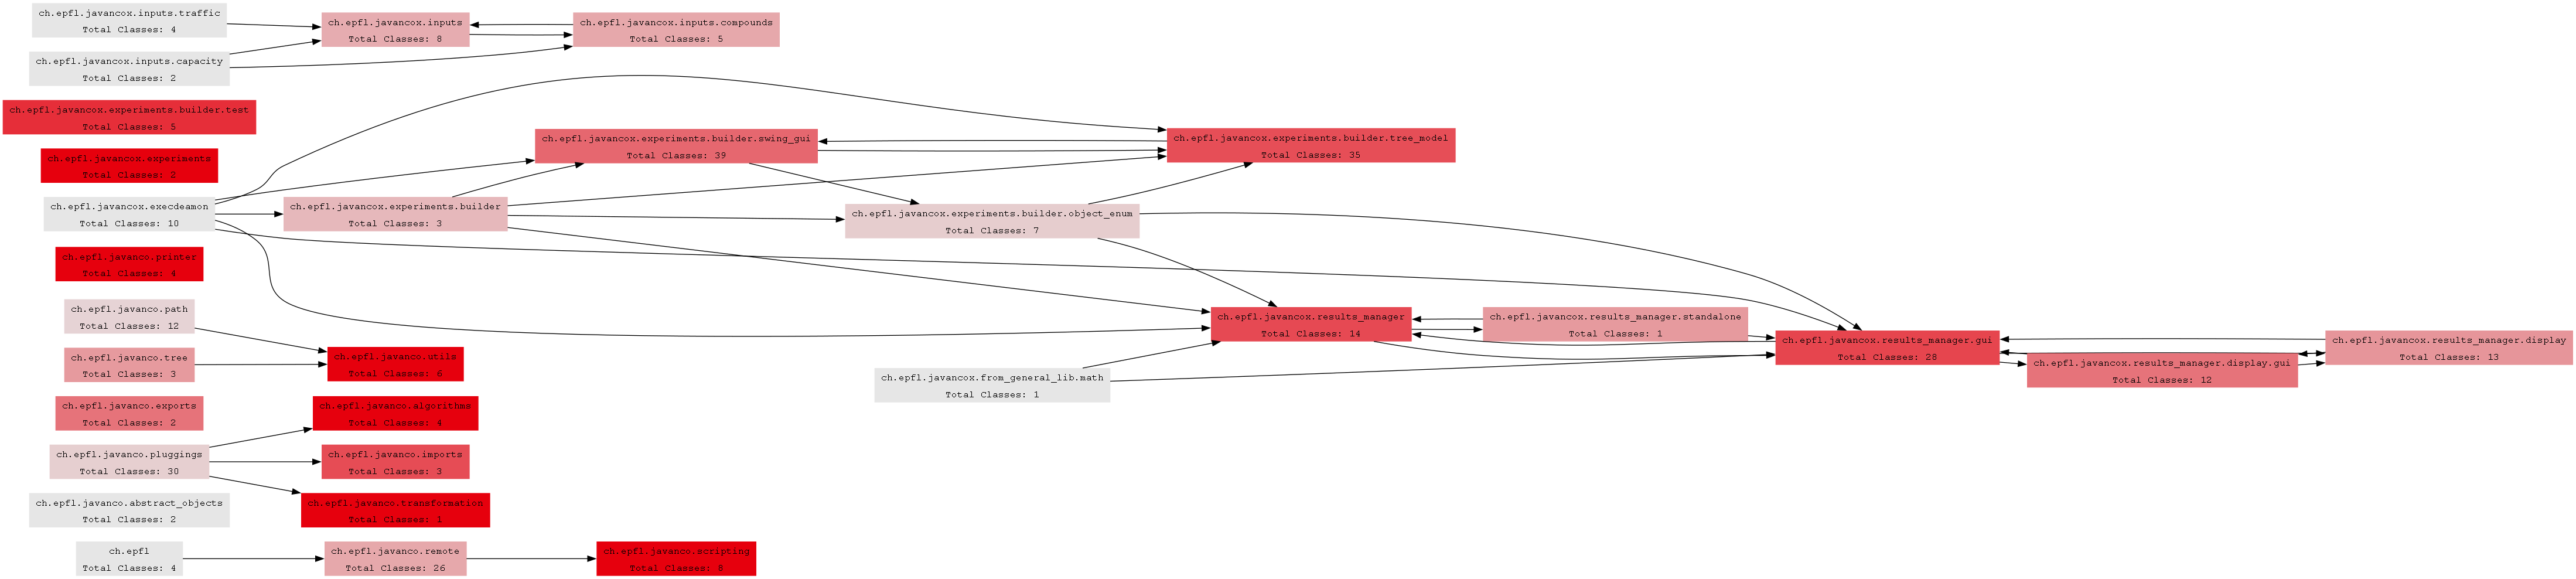 ch.epfl.javancox.inputs.traffic
Total Classes: 4
ch.epfl.javancox.inputs
Total Classes: 8
ch.epfl.javancox.inputs.compounds
Total Classes: 5
ch.epfl.javancox.inputs.capacity
Total Classes: 2
ch.epfl.javancox.experiments.builder.test
Total Classes: 5
ch.epfl.javancox.experiments.builder.swing_gui
Total Classes: 39
ch.epfl.javancox.experiments.builder.tree_model
Total Classes: 35
ch.epfl.javancox.experiments
Total Classes: 2
ch.epfl.javancox.execdeamon
Total Classes: 10
ch.epfl.javancox.experiments.builder
Total Classes: 3
ch.epfl.javancox.experiments.builder.object_enum
Total Classes: 7
ch.epfl.javanco.printer
Total Classes: 4
ch.epfl.javanco.path
Total Classes: 12
ch.epfl.javancox.results_manager
Total Classes: 14
ch.epfl.javancox.results_manager.standalone
Total Classes: 1
ch.epfl.javancox.results_manager.gui
Total Classes: 28
ch.epfl.javancox.results_manager.display
Total Classes: 13
ch.epfl.javanco.tree
Total Classes: 3
ch.epfl.javanco.utils
Total Classes: 6
ch.epfl.javancox.results_manager.display.gui
Total Classes: 12
ch.epfl.javancox.from_general_lib.math
Total Classes: 1
ch.epfl.javanco.exports
Total Classes: 2
ch.epfl.javanco.algorithms
Total Classes: 4
ch.epfl.javanco.pluggings
Total Classes: 30
ch.epfl.javanco.imports
Total Classes: 3
ch.epfl.javanco.abstract_objects
Total Classes: 2
ch.epfl.javanco.transformation
Total Classes: 1
ch.epfl
Total Classes: 4
ch.epfl.javanco.remote
Total Classes: 26
ch.epfl.javanco.scripting
Total Classes: 8